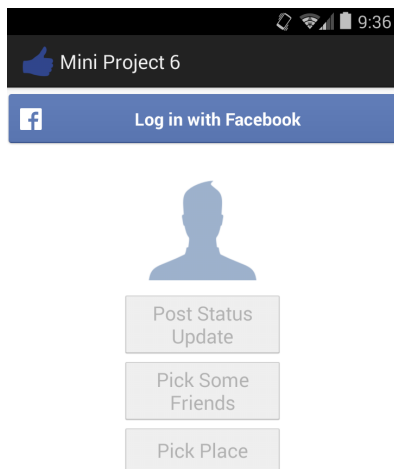 9:36
Mini Project 6
Log in with Facebook
Post Status
Update
Pick Some
Friends
Pick Place